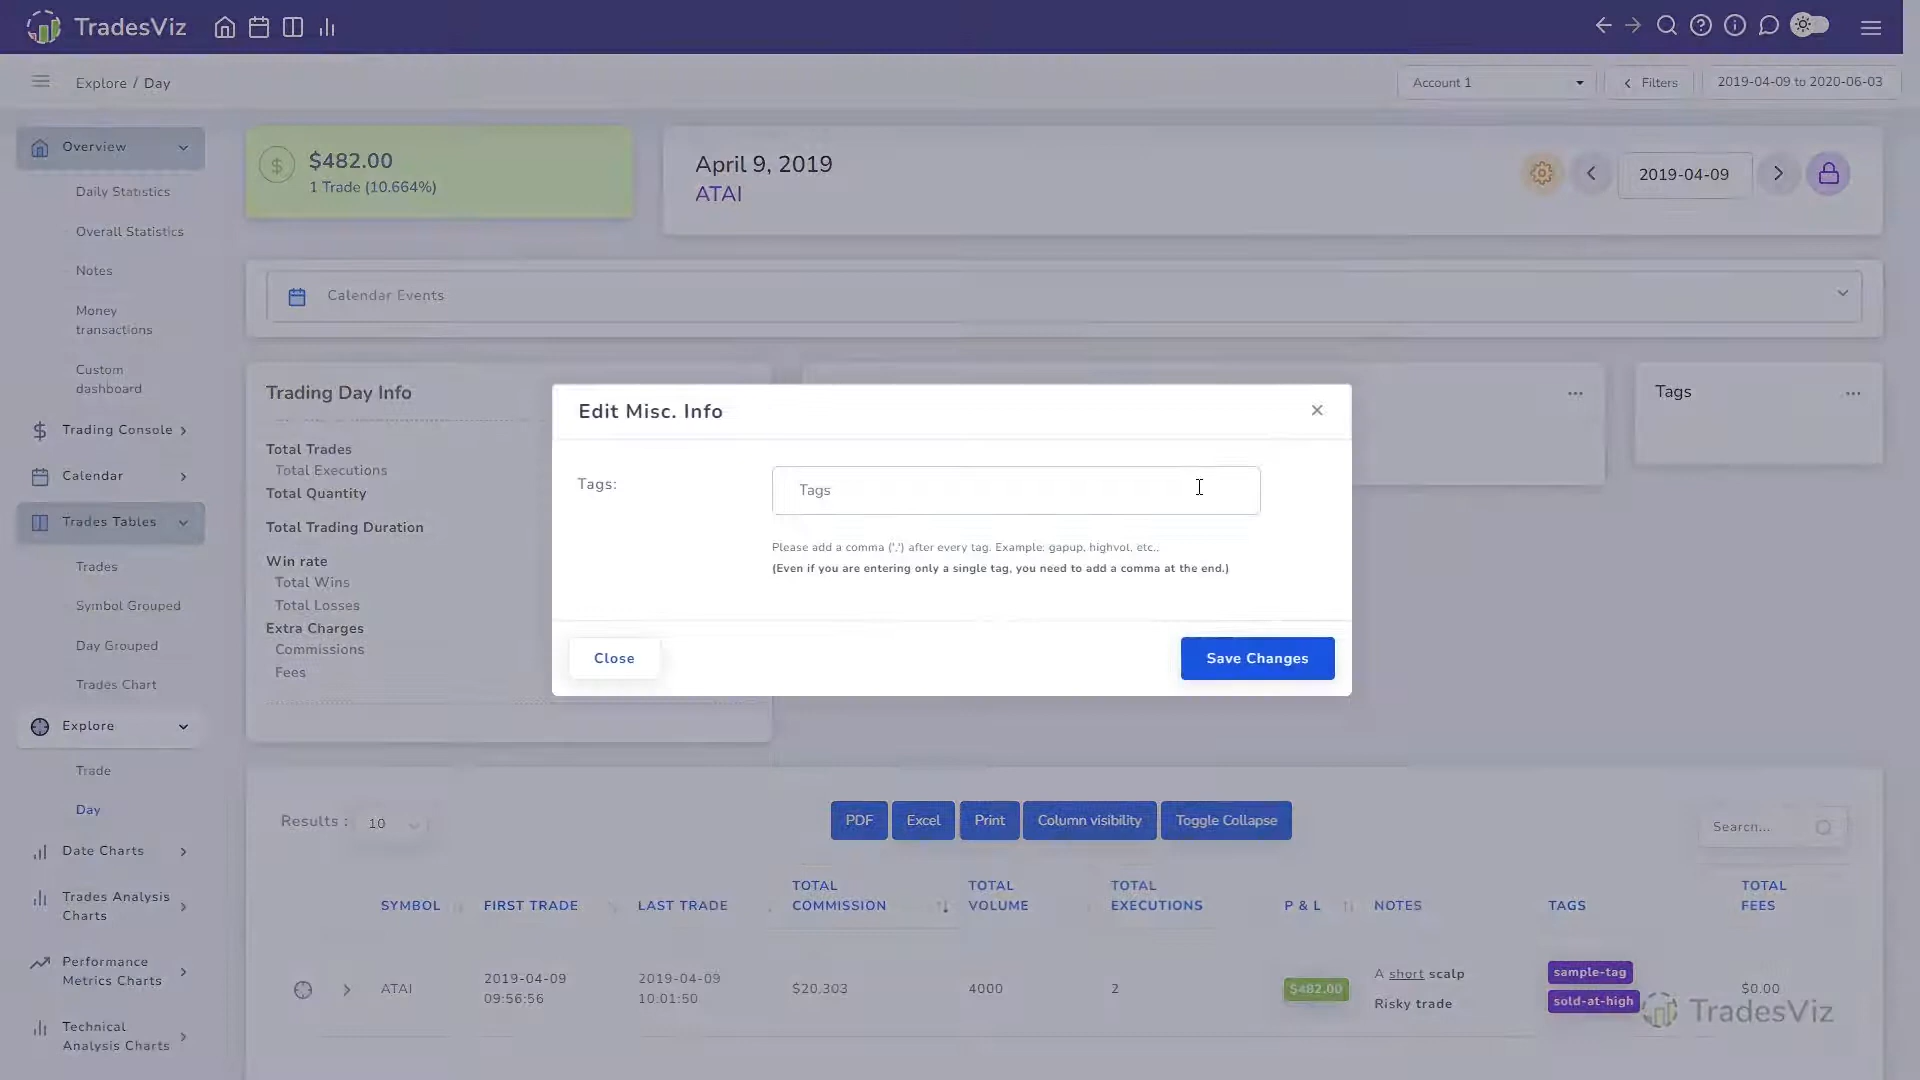 TradesViz
Explore / Day
Account 1
Filters
2019-04-09 to 2020-06-03
Overview
Daily Statistics
Overall Statistics
Notes
Money
transactions
Custom
dashboard
Trading Console
Calendar
Trades Tables
Trades
Symbol Grouped
Day Grouped
Trades Chart
Explore
Trade
Day
Date Charts
Trades Analysis
Charts
Performance
Metrics Charts
Technical
Analysis Charts
$482.00
1 Trade (10.664%)
April 9, 2019
ATAI
2019-04-09
Calendar Events
Trading Day Info
Total Trades
Total Executions
Total Quantity
Total Trading Duration
Win rate
Total Wins
Total Losses
Extra Charges
Commissions
Fees
Tags
Edit Misc. Info
Tags:
Tags
Please add a comma (',') after every tag. Example: gapup, highvol, etc..
(Even if you are entering only a single tag, you need to add a comma at the end.)
Close
Save Changes
Results :
10
PDF
Excel
Print
Column visibility
Toggle Collapse
Search...
SYMBOL
FIRST TRADE
LAST TRADE
TOTAL
COMMISSION
TOTAL
VOLUME
TOTAL
EXECUTIONS
P & L
NOTES
TAGS
TOTAL
FEES
ATAI
2019-04-09
09:56:56
2019-04-09
10:01:50
$20.303
4000
2
$482.00
A short scalp
Risky trade
sample-tag
sold-at-high
$0.00
TradesViz